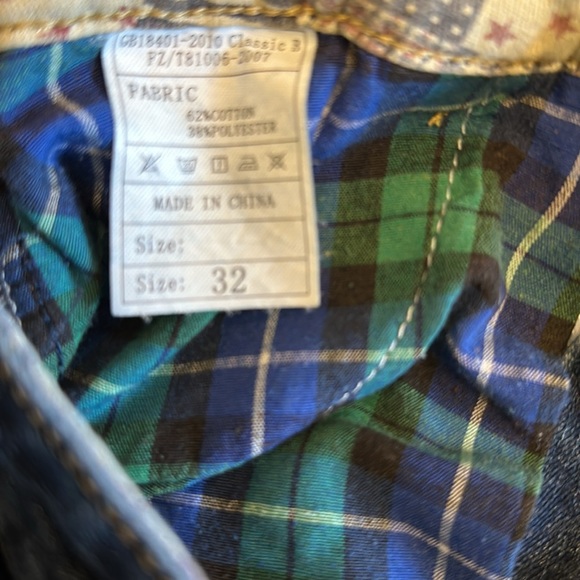 GB18401-2010 Classic B
FZ/T81006-2007
FABRIC
62%COTTON
38%POLYESTER
MADE IN CHINA
Size:
Size: 32